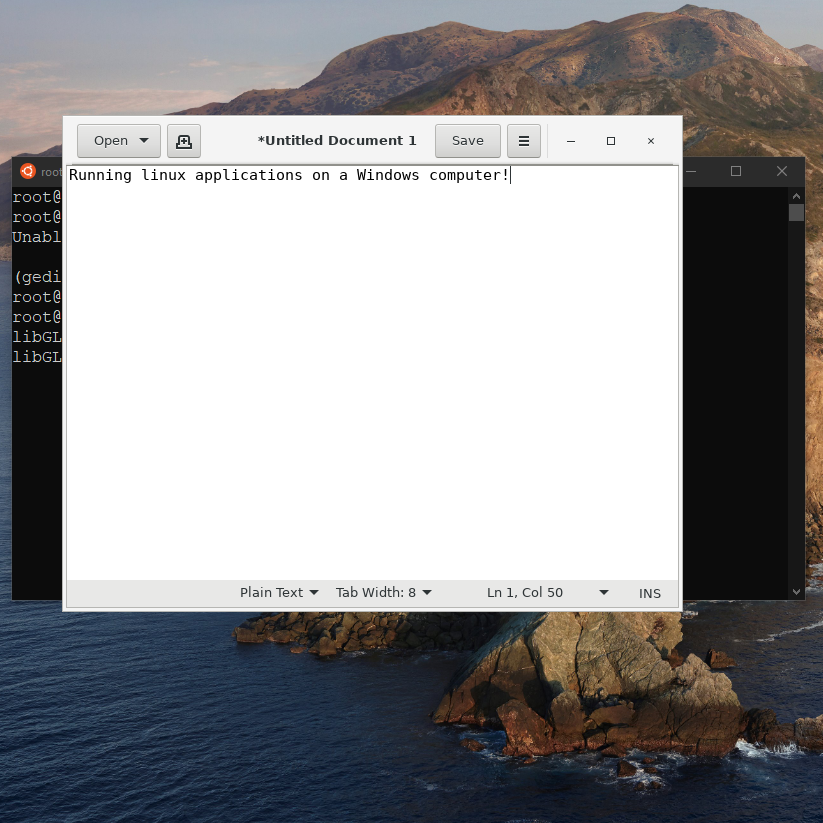 Open
*Untitled Document 1
Save
Running linux applications on a Windows computer!
root
root@
root@
Unabl
(gedi
root@
root@
libGL
libGL
Plain Text
Tab Width: 8
Ln 1, Col 50
INS